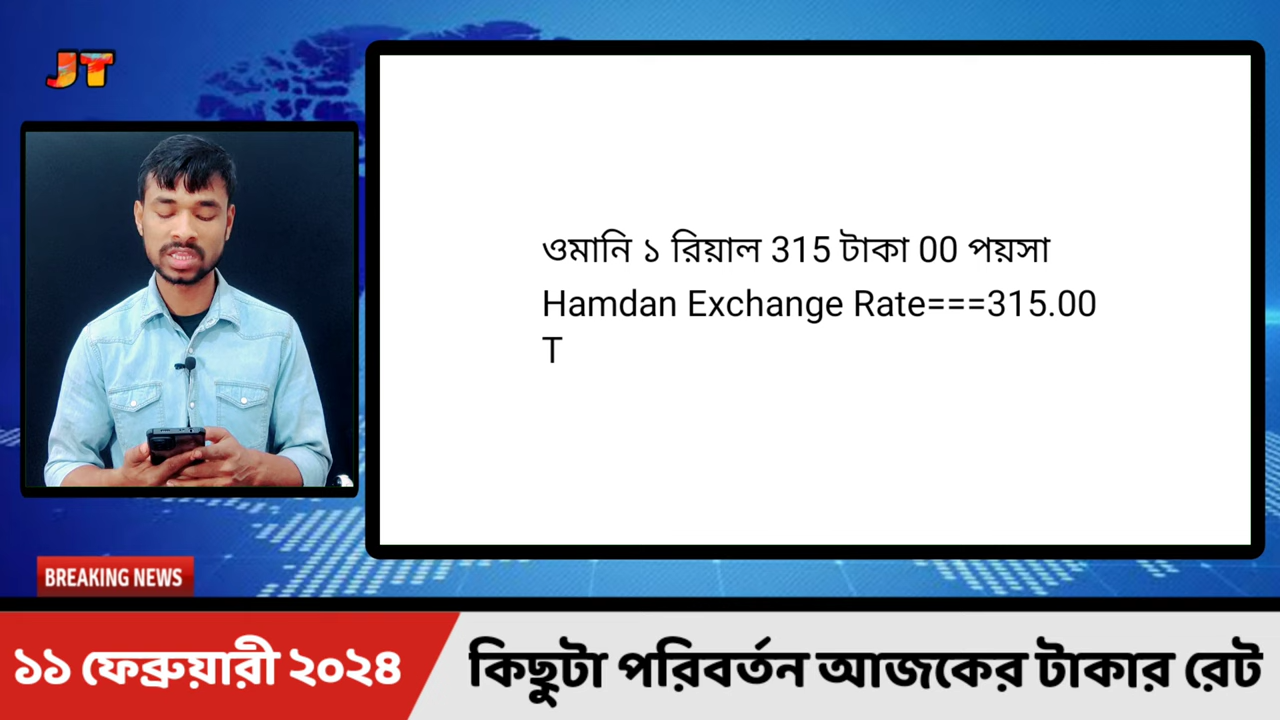 JT
ওমানি ১ রিয়াল 315 টাকা 00 পয়সা
Hamdan Exchange Rate===315.00
T
BREAKING NEWS
১১ ফেব্রুয়ারী ২০২৪
কিছুটা পরিবর্তন আজকের টাকার রেট